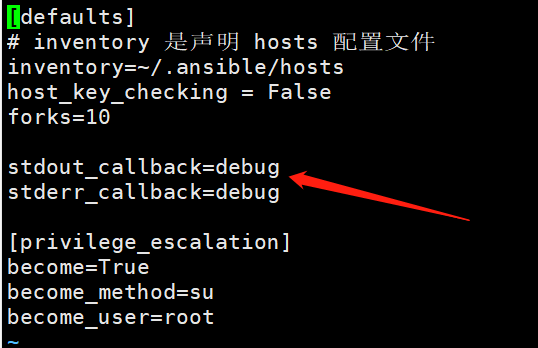 [defaults]
# inventory 是声明 hosts 配置文件
inventory=~/.ansible/hosts
host_key_checking = False
forks=10
stdout_callback=debug
stderr_callback=debug
[privilege_escalation]
become=True
become_method=su
become_user=root
~